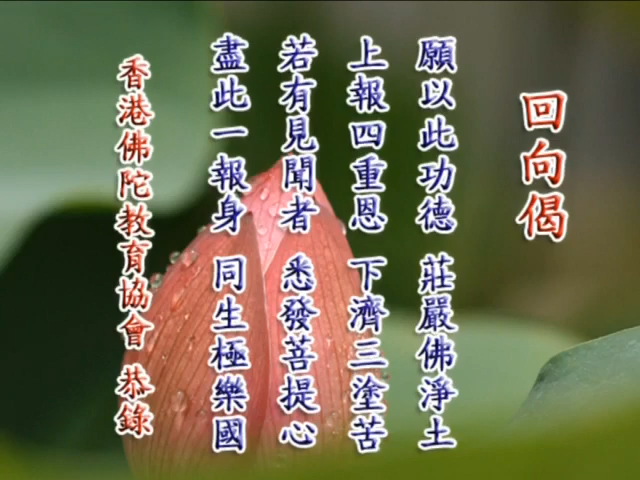 回向偈
願以此功德 莊嚴佛淨土
上報四重恩 下濟三塗苦
若有見聞者 悉發菩提心
盡此一報身 同生極樂國
香港佛陀教育協會 恭錄